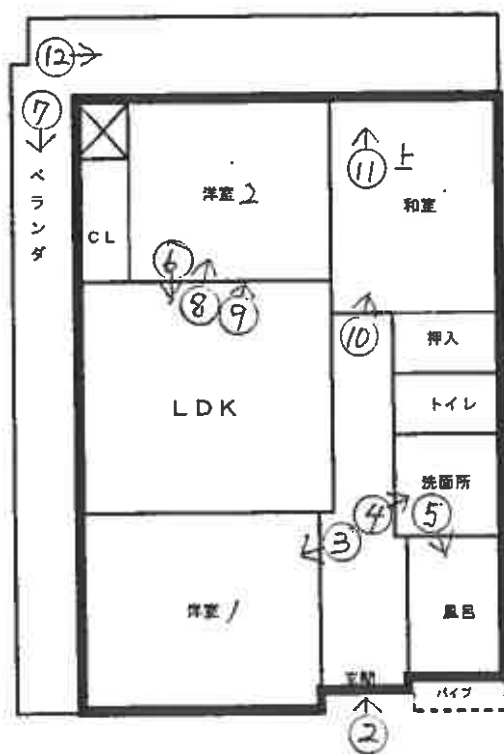 ⑫→
⑦↓
ベランダ
CL
洋室2
⑪↑ 上
和室
⑥↓
⑧↗
⑨↑
⑩↑
押入
トイレ
LDK
洗面所
④→
⑤↓
③↙
洋室1
風呂
玄関
パイプ
②↑